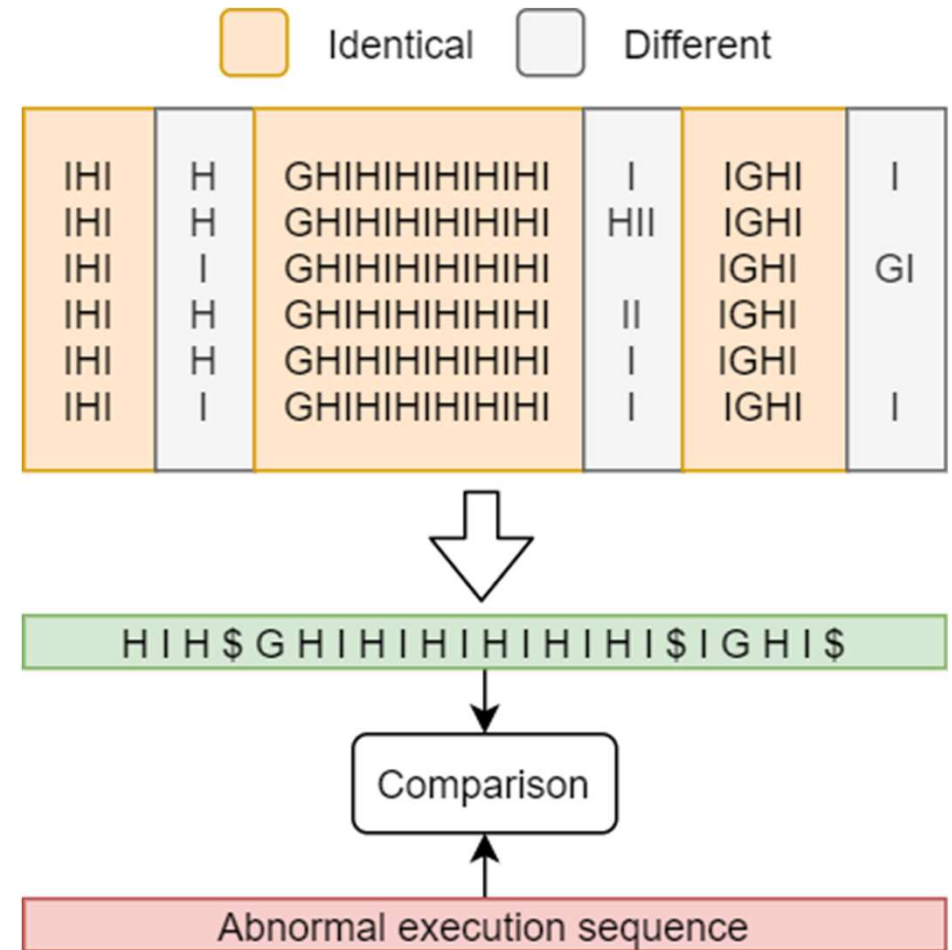 Identical Different
IHI H GHIHIHIHIHIHI I IGHI I
IHI H GHIHIHIHIHIHI HII IGHI
IHI I GHIHIHIHIHIHI IGHI GI
IHI H GHIHIHIHIHIHI II IGHI
IHI H GHIHIHIHIHIHI I IGHI
IHI I GHIHIHIHIHIHI I IGHI I
H I H $ G H I H I H I H I H I H I $ I G H I $
Comparison
Abnormal execution sequence